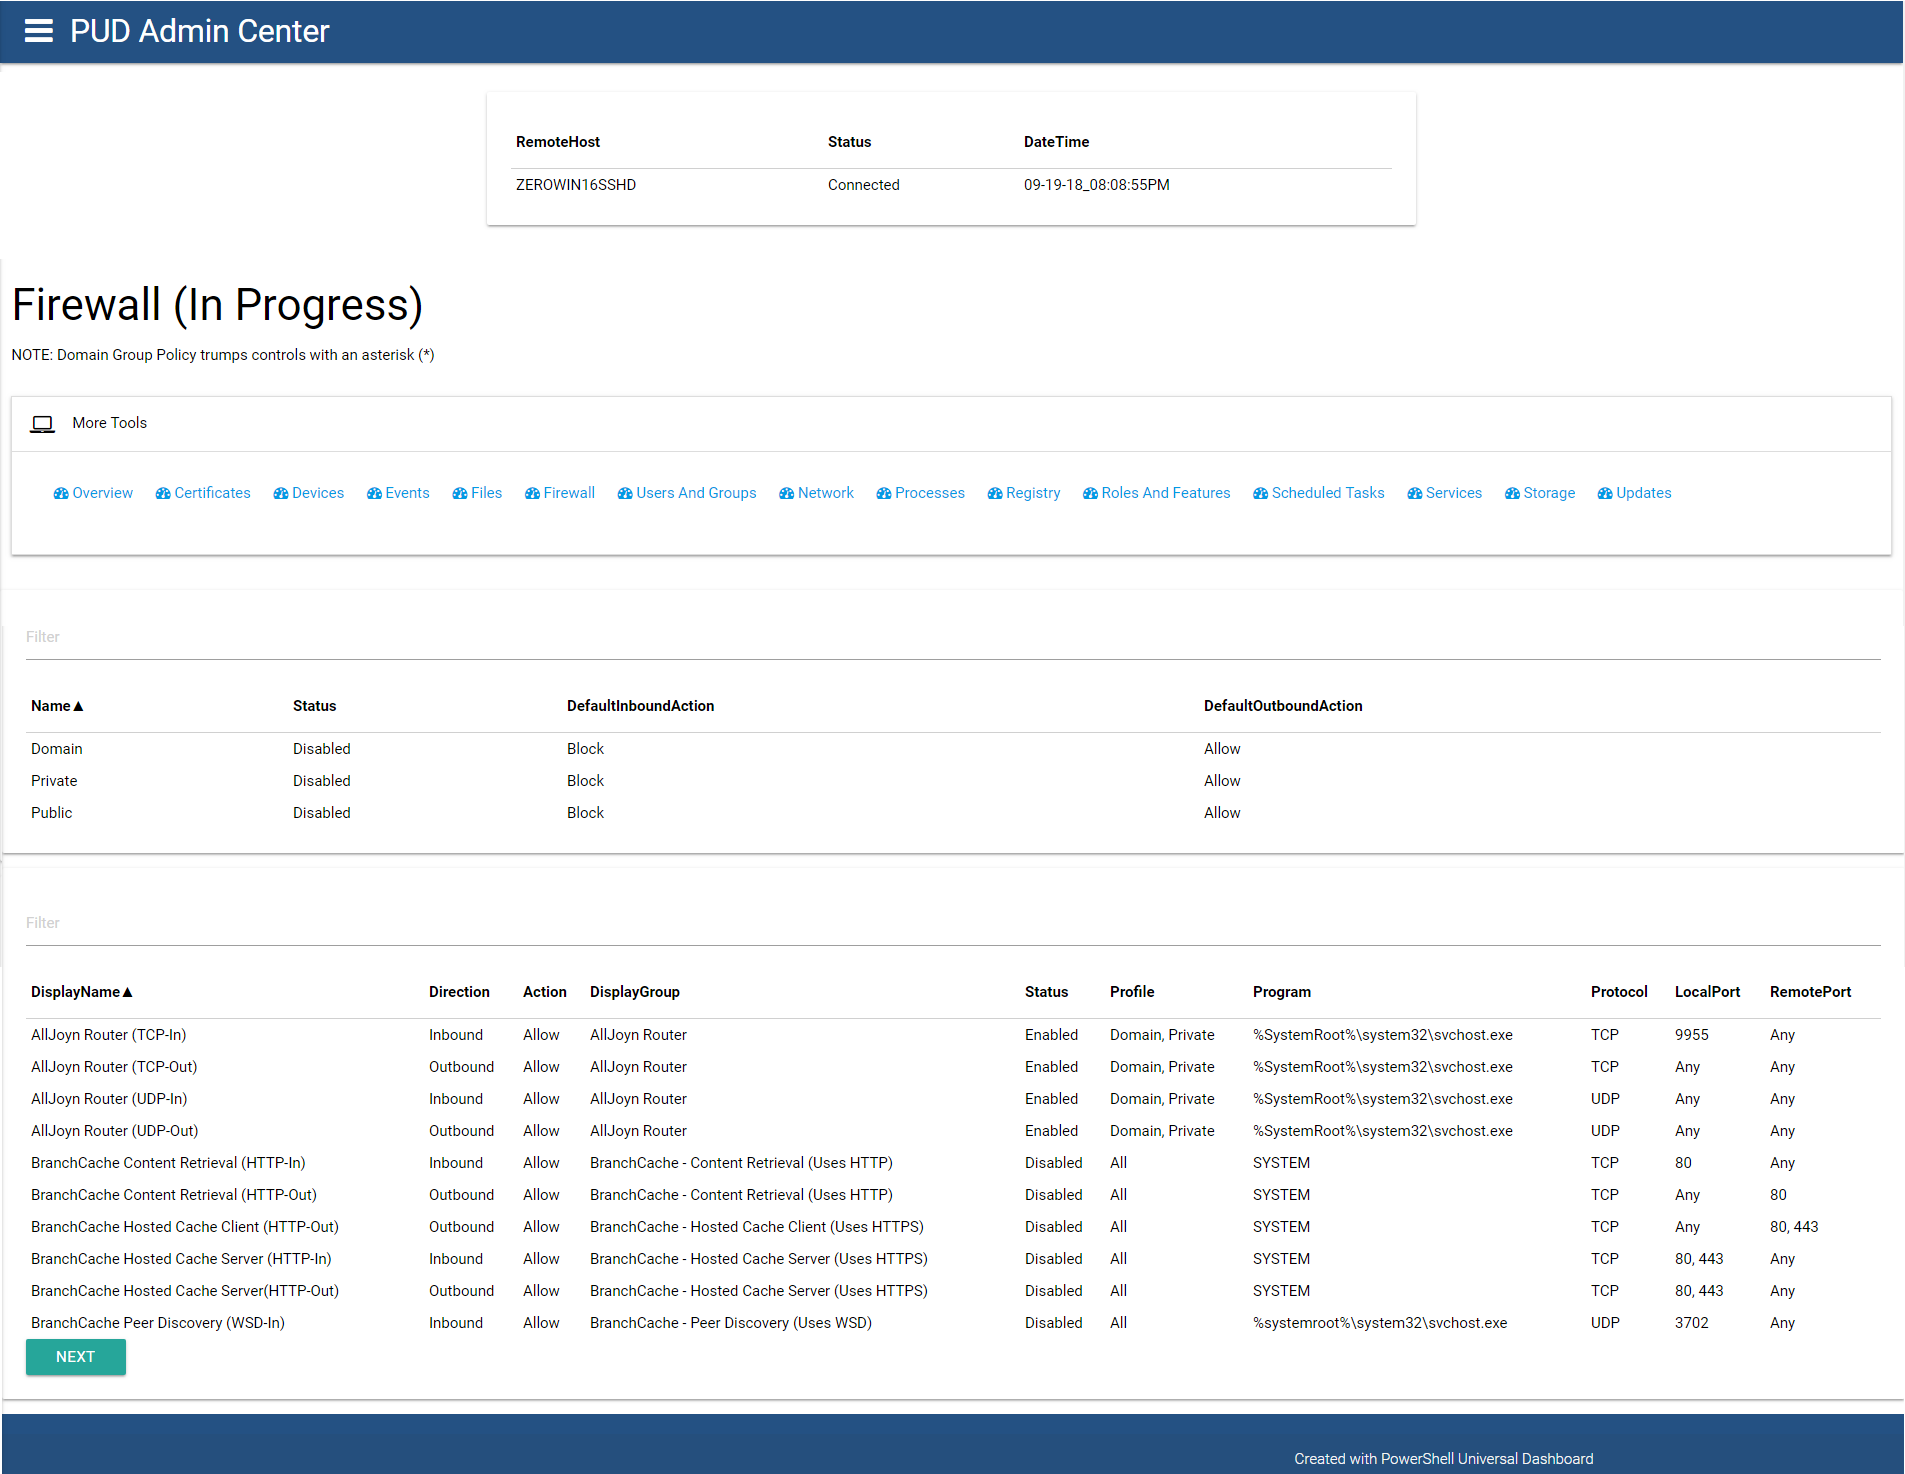 PUD Admin Center
RemoteHost Status DateTime
ZEROWIN16SSHD Connected 09-19-18_08:08:55PM
Firewall (In Progress)
NOTE: Domain Group Policy trumps controls with an asterisk (*)
More Tools
Overview Certificates Devices Events Files Firewall Users And Groups Network Processes Registry Roles And Features Scheduled Tasks Services Storage Updates
Filter
Name▲ Status DefaultInboundAction DefaultOutboundAction
Domain Disabled Block Allow
Private Disabled Block Allow
Public Disabled Block Allow
Filter
DisplayName▲ Direction Action DisplayGroup Status Profile Program Protocol LocalPort RemotePort
AllJoyn Router (TCP-In) Inbound Allow AllJoyn Router Enabled Domain, Private %SystemRoot%\system32\svchost.exe TCP 9955 Any
AllJoyn Router (TCP-Out) Outbound Allow AllJoyn Router Enabled Domain, Private %SystemRoot%\system32\svchost.exe TCP Any Any
AllJoyn Router (UDP-In) Inbound Allow AllJoyn Router Enabled Domain, Private %SystemRoot%\system32\svchost.exe UDP Any Any
AllJoyn Router (UDP-Out) Outbound Allow AllJoyn Router Enabled Domain, Private %SystemRoot%\system32\svchost.exe UDP Any Any
BranchCache Content Retrieval (HTTP-In) Inbound Allow BranchCache - Content Retrieval (Uses HTTP) Disabled All SYSTEM TCP 80 Any
BranchCache Content Retrieval (HTTP-Out) Outbound Allow BranchCache - Content Retrieval (Uses HTTP) Disabled All SYSTEM TCP Any 80
BranchCache Hosted Cache Client (HTTP-Out) Outbound Allow BranchCache - Hosted Cache Client (Uses HTTPS) Disabled All SYSTEM TCP Any 80, 443
BranchCache Hosted Cache Server (HTTP-In) Inbound Allow BranchCache - Hosted Cache Server (Uses HTTPS) Disabled All SYSTEM TCP 80, 443 Any
BranchCache Hosted Cache Server(HTTP-Out) Outbound Allow BranchCache - Hosted Cache Server (Uses HTTPS) Disabled All SYSTEM TCP 80, 443 Any
BranchCache Peer Discovery (WSD-In) Inbound Allow BranchCache - Peer Discovery (Uses WSD) Disabled All %systemroot%\system32\svchost.exe UDP 3702 Any
NEXT
Created with PowerShell Universal Dashboard